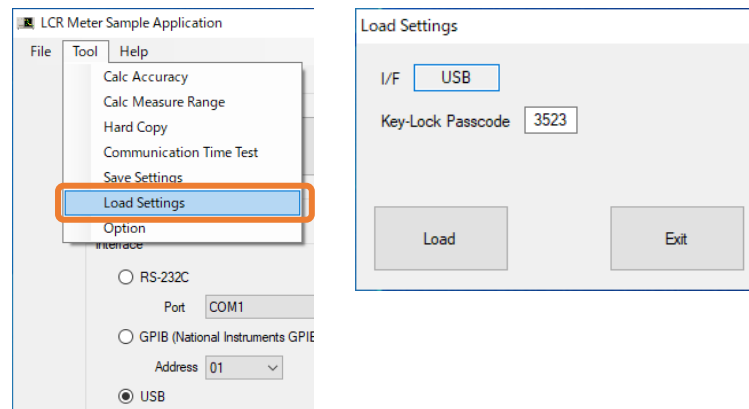 LCR Meter Sample Application
File Tool Help
Calc Accuracy
Calc Measure Range
Hard Copy
Communication Time Test
Save Settings
Load Settings
Option
Interface
RS-232C
Port COM1
GPIB (National Instruments GPIB
Address 01
USB
Load Settings
I/F USB
Key-Lock Passcode 3523
Load Exit